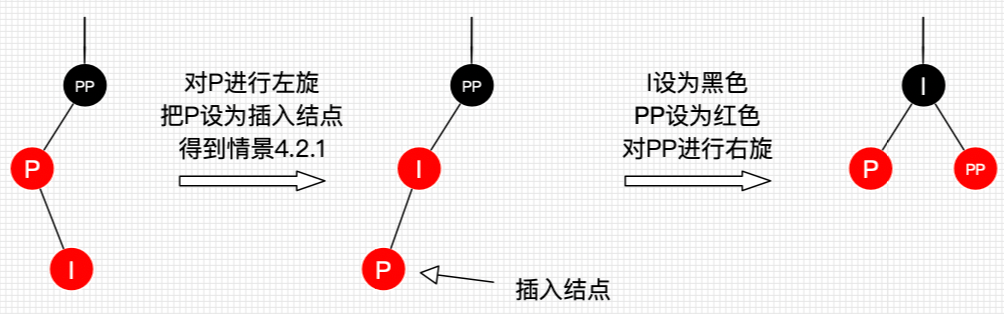 PP
P
I
对P进行左旋
把P设为插入结点
得到情景4.2.1
PP
I
P
插入结点
I设为黑色
PP设为红色
对PP进行右旋
I
P
PP